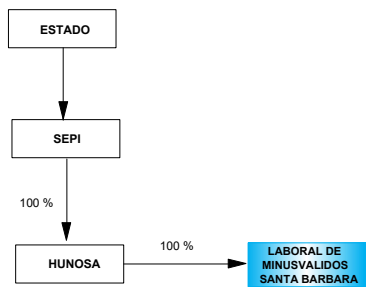 ESTADO
SEPI
100 %
100 %
HUNOSA
LABORAL DE
MINUSVALIDOS
SANTA BARBARA